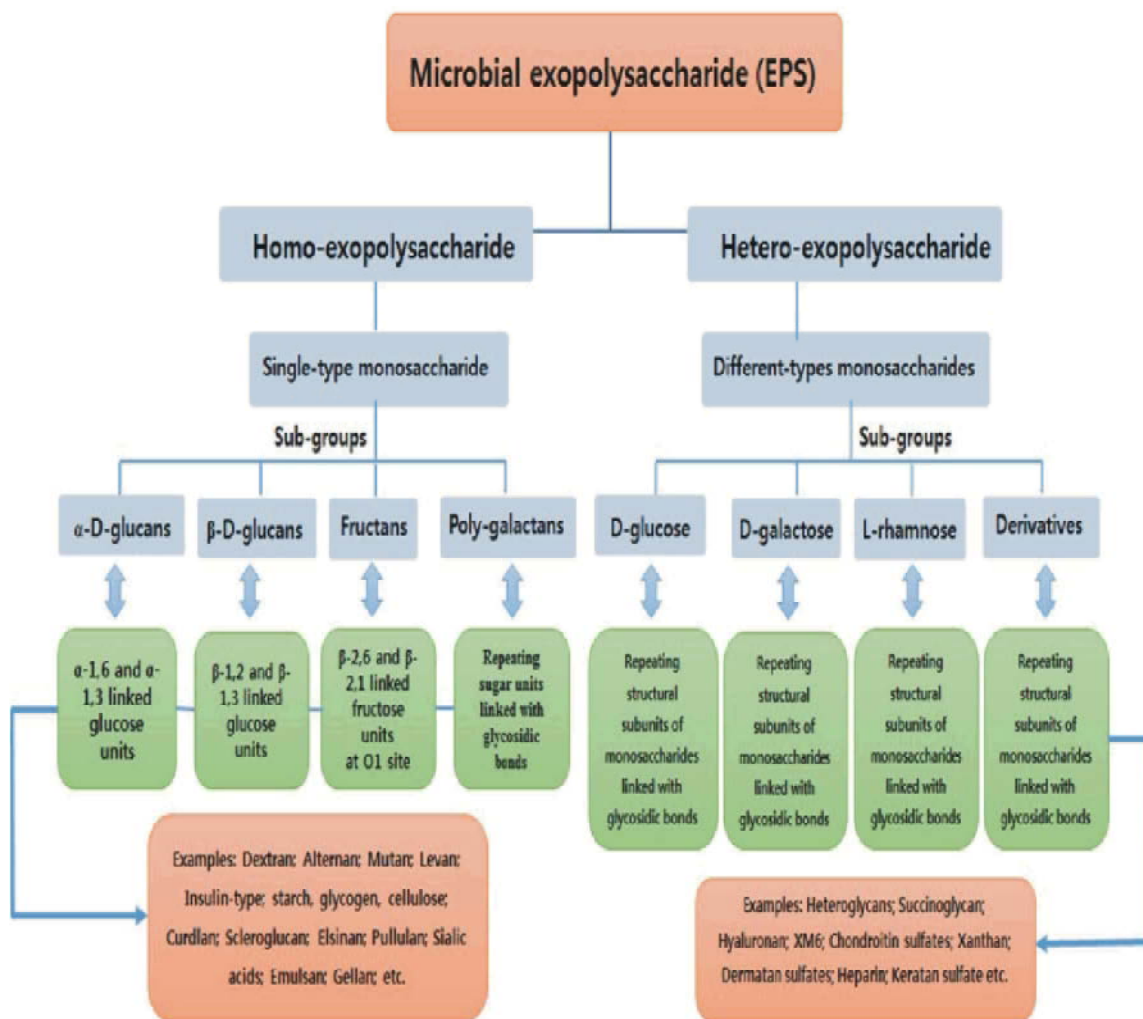 Microbial exopolysaccharide (EPS)
Homo-exopolysaccharide
Hetero-exopolysaccharide
Single-type monosaccharide
Different-types monosaccharides
Sub-groups
Sub-groups
α-D-glucans
β-D-glucans
Fructans
Poly-galactans
D-glucose
D-galactose
L-rhamnose
Derivatives
α-1,6 and α-
1,3 linked
glucose
units
β-1,2 and β-
1,3 linked
glucose
units
β-2,6 and β-
2,1 linked
fructose
units
at O1 site
Repeating
sugar units
linked with
glycosidic
bonds
Repeating
structural
subunits of
monosaccharides
linked with
glycosidic bonds
Repeating
structural
subunits of
monosaccharides
linked with
glycosidic bonds
Repeating
structural
subunits of
monosaccharides
linked with
glycosidic bonds
Repeating
structural
subunits of
monosaccharides
linked with
glycosidic bonds
Examples: Dextran; Alternan; Mutan; Levan;
Insulin-type; starch, glycogen, cellulose;
Curdlan; Scleroglucan; Elsinan; Pullulan; Sialic
acids; Emulsan; Gellan; etc.
Examples: Heteroglycans; Succinoglycan;
Hyaluronan; XM6; Chondroitin sulfates; Xanthan;
Dermatan sulfates; Heparin; Keratan sulfate etc.